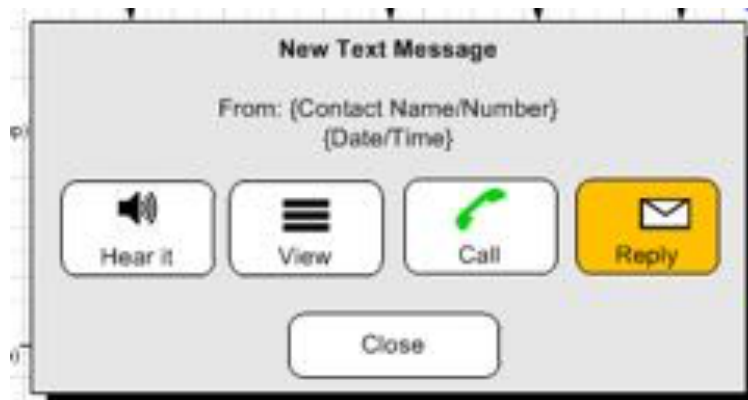 New Text Message
From: {Contact Name/Number}
{Date/Time}
Hear it
View
Call
Reply
Close